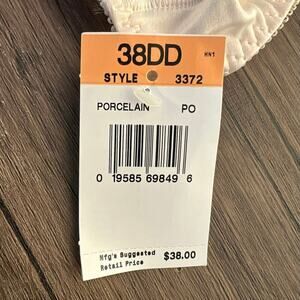 38DD HN1
STYLE 3372
PORCELAIN PO
0 19585 69849 6
Mfg's Suggested
Retail Price $38.00